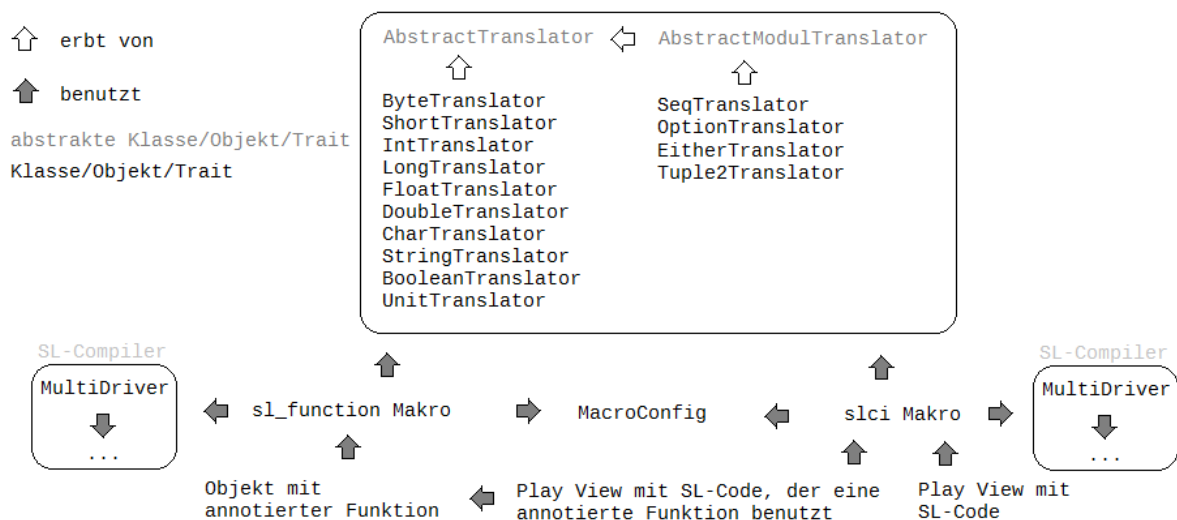 erbt von
benutzt
abstrakte Klasse/Objekt/Trait
Klasse/Objekt/Trait
AbstractTranslator
AbstractModulTranslator
ByteTranslator
ShortTranslator
IntTranslator
LongTranslator
FloatTranslator
DoubleTranslator
CharTranslator
StringTranslator
BooleanTranslator
UnitTranslator
SeqTranslator
OptionTranslator
EitherTranslator
Tuple2Translator
SL-Compiler
MultiDriver
...
sl_function Makro
MacroConfig
slci Makro
SL-Compiler
MultiDriver
...
Objekt mit
annotierter Funktion
Play View mit SL-Code, der eine
annotierte Funktion benutzt
Play View mit
SL-Code